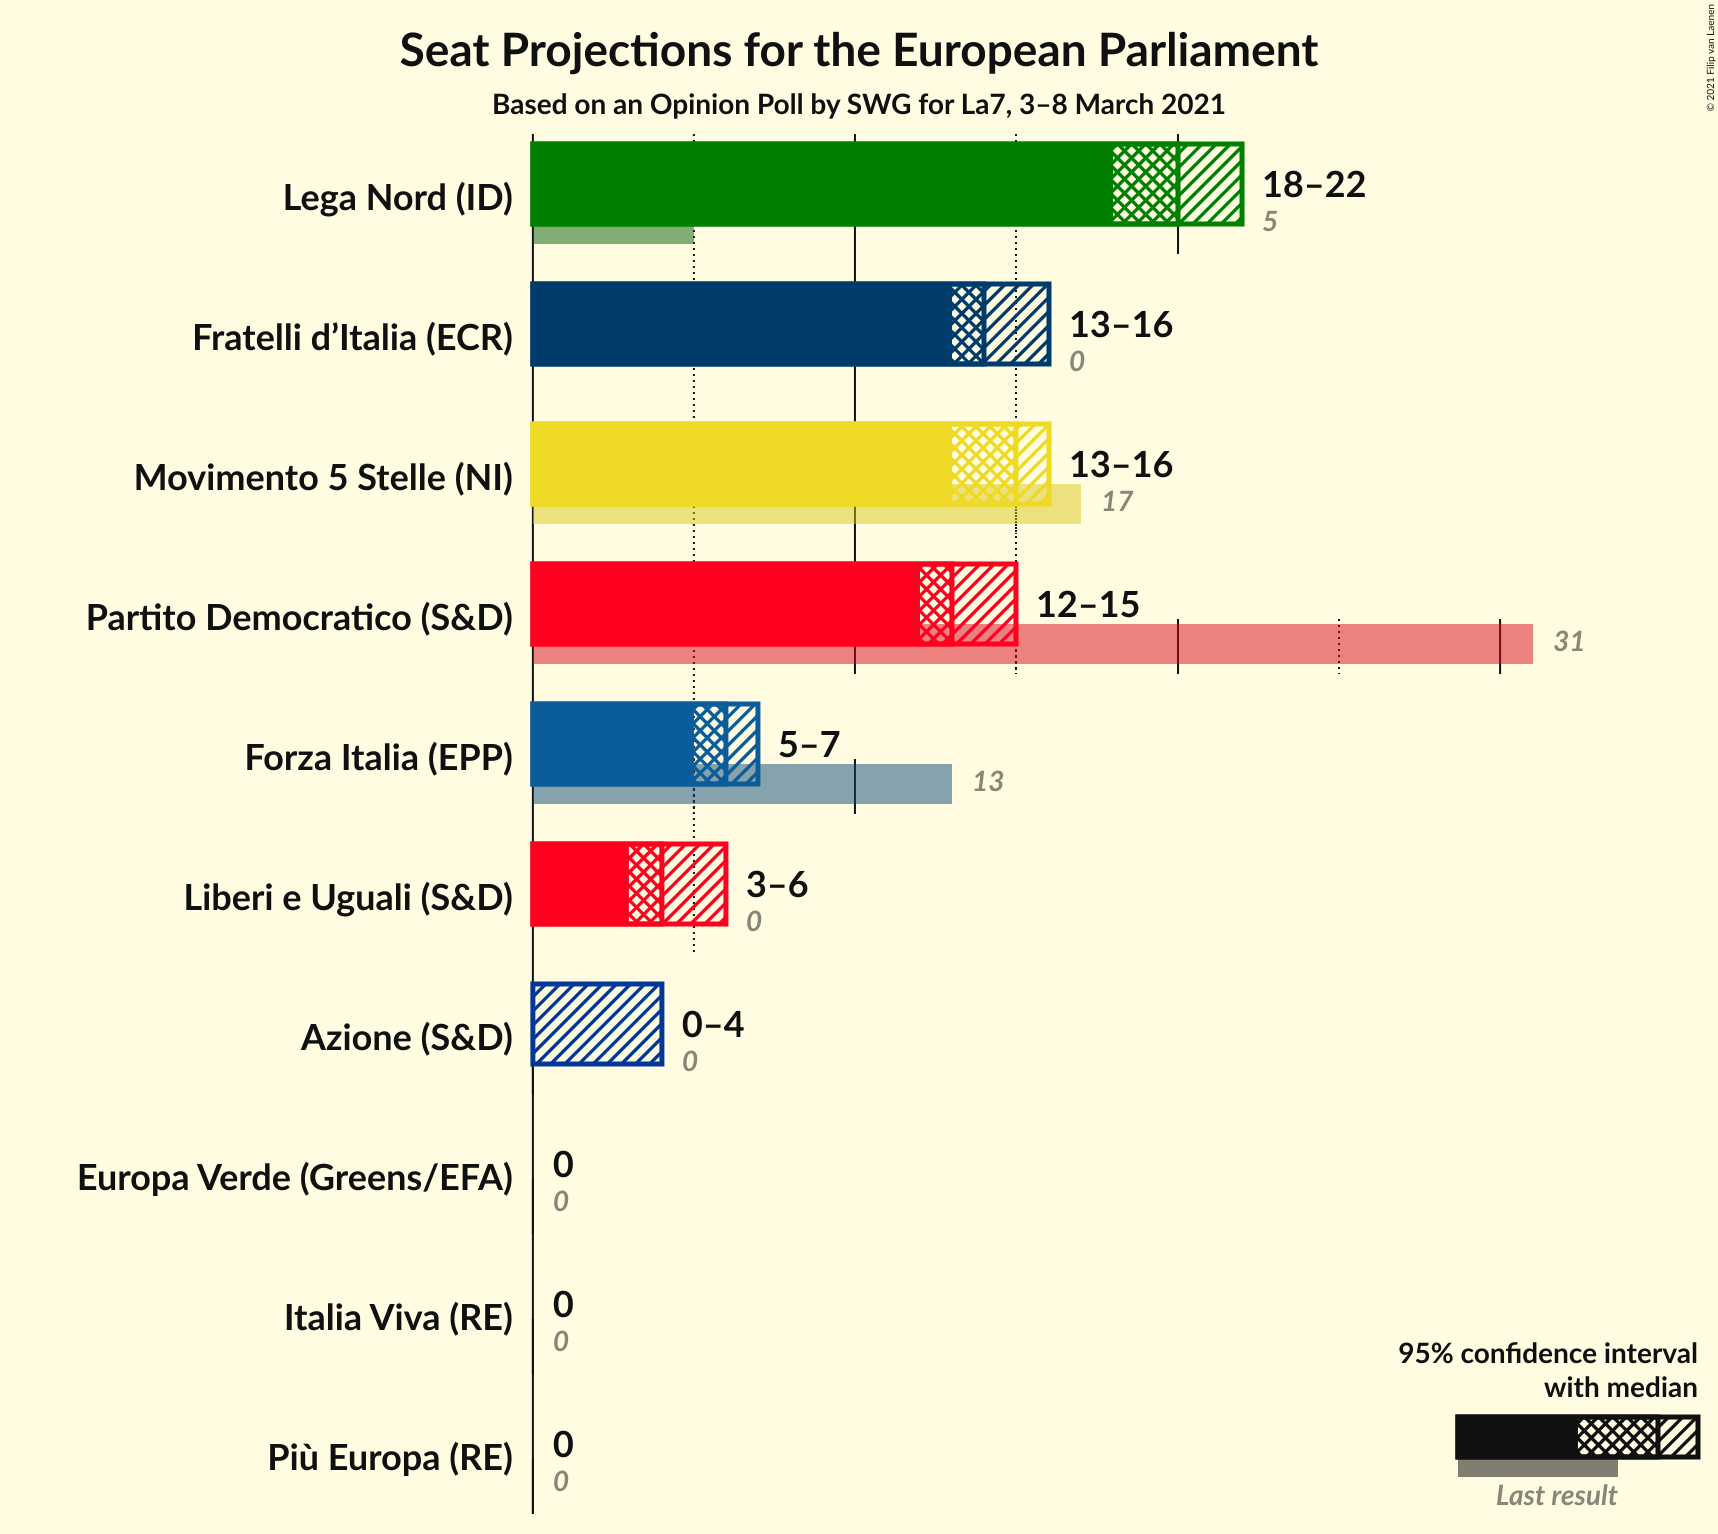 Seat Projections for the European Parliament
Based on an Opinion Poll by SWG for La7, 3–8 March 2021
© 2021 Filip van Laenen
Lega Nord (ID)
18–22
5
Fratelli d’Italia (ECR)
13–16
0
Movimento 5 Stelle (NI)
13–16
17
Partito Democratico (S&D)
12–15
31
Forza Italia (EPP)
5–7
13
Liberi e Uguali (S&D)
3–6
0
Azione (S&D)
0–4
0
Europa Verde (Greens/EFA)
0
0
Italia Viva (RE)
0
0
Più Europa (RE)
0
0
95% confidence interval
with median
Last result